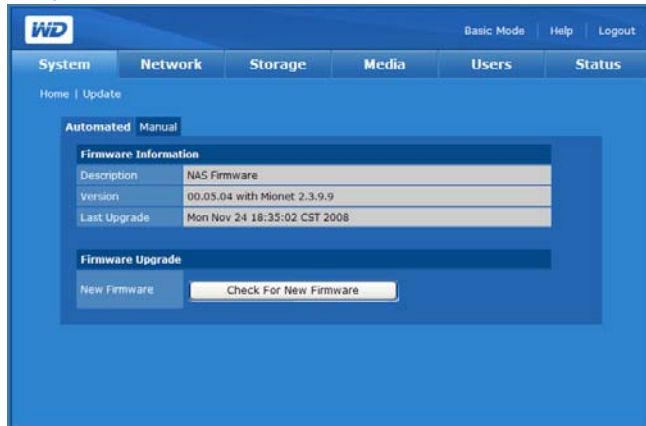 WD
Basic Mode | Help | Logout
System Network Storage Media Users Status
Home | Update
Automated Manual
Firmware Information
Description NAS Firmware
Version 00.05.04 with Mionet 2.3.9.9
Last Upgrade Mon Nov 24 18:35:02 CST 2008
Firmware Upgrade
New Firmware Check For New Firmware